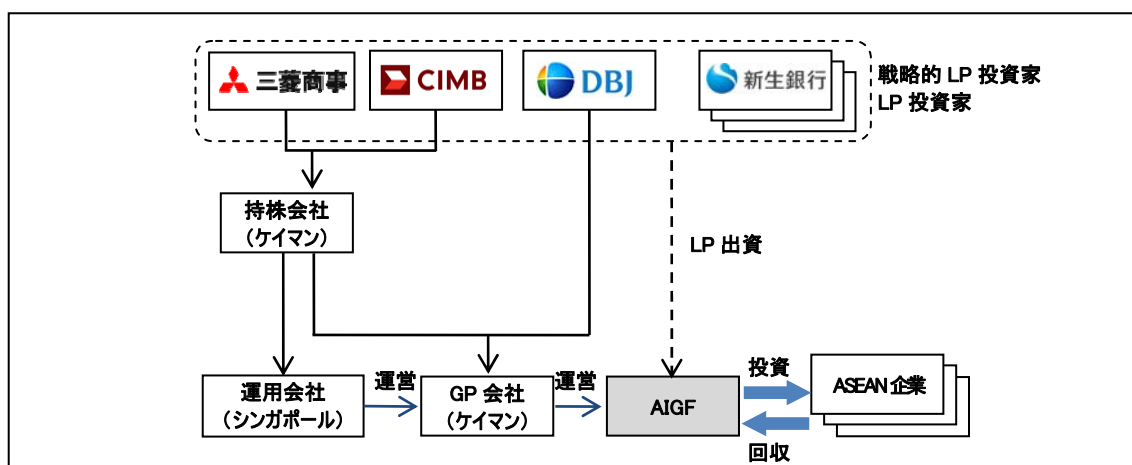 三菱商事
CIMB
DBJ
新生銀行
戦略的 LP 投資家
LP 投資家
持株会社
(ケイマン)
LP 出資
運用会社
(シンガポール)
運営
GP 会社
(ケイマン)
運営
AIGF
投資
回収
ASEAN 企業